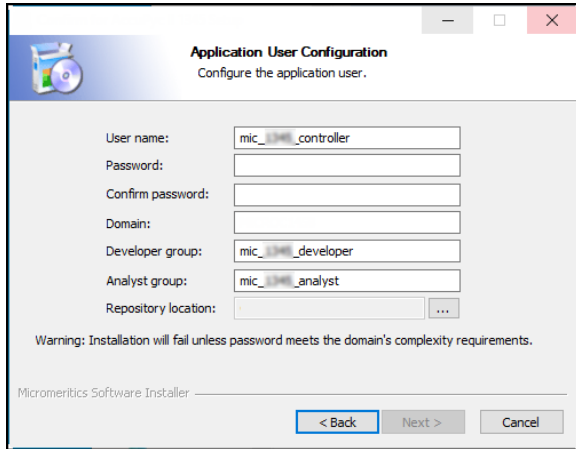 Application User Configuration
Configure the application user.
User name: mic_ _controller
Password:
Confirm password:
Domain:
Developer group: mic_ _developer
Analyst group: mic_ _analyst
Repository location: ...
Warning: Installation will fail unless password meets the domain's complexity requirements.
Micromeritics Software Installer
< Back Next > Cancel